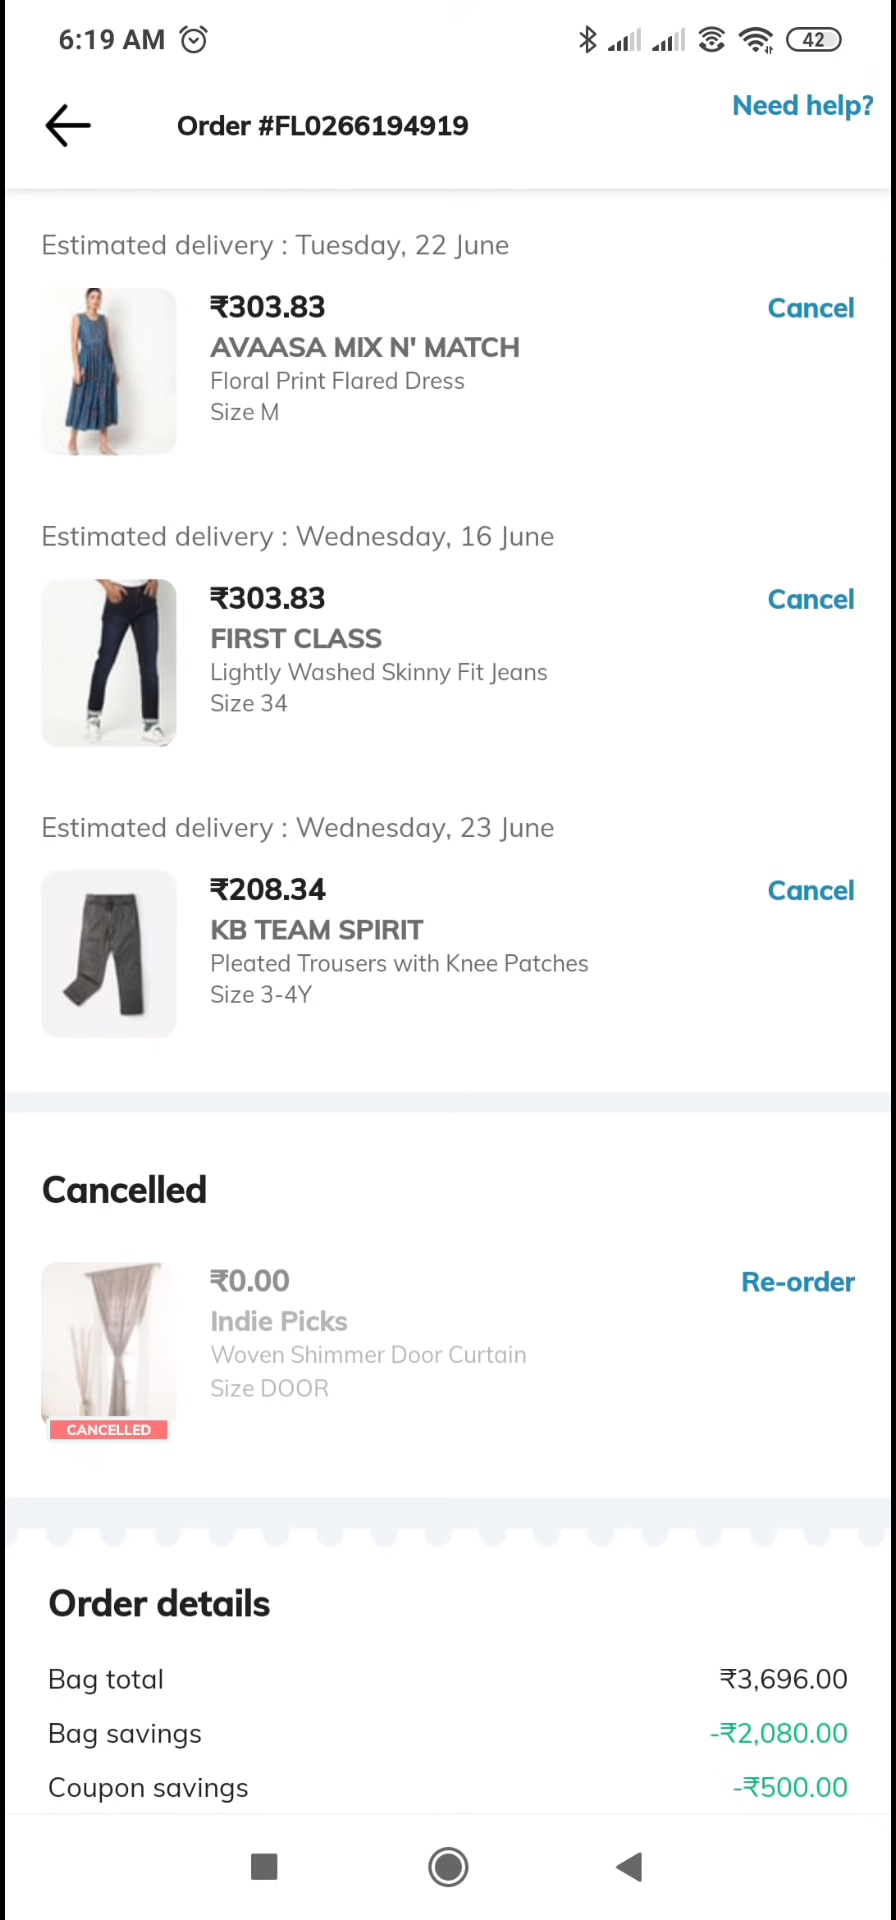 6:19 AM
42
Need help?
Order #FL0266194919
Estimated delivery : Tuesday, 22 June
₹303.83
Cancel
AVAASA MIX N' MATCH
Floral Print Flared Dress
Size M
Estimated delivery : Wednesday, 16 June
₹303.83
Cancel
FIRST CLASS
Lightly Washed Skinny Fit Jeans
Size 34
Estimated delivery : Wednesday, 23 June
₹208.34
Cancel
KB TEAM SPIRIT
Pleated Trousers with Knee Patches
Size 3-4Y
Cancelled
₹0.00
Re-order
Indie Picks
Woven Shimmer Door Curtain
Size DOOR
CANCELLED
Order details
Bag total ₹3,696.00
Bag savings -₹2,080.00
Coupon savings -₹500.00